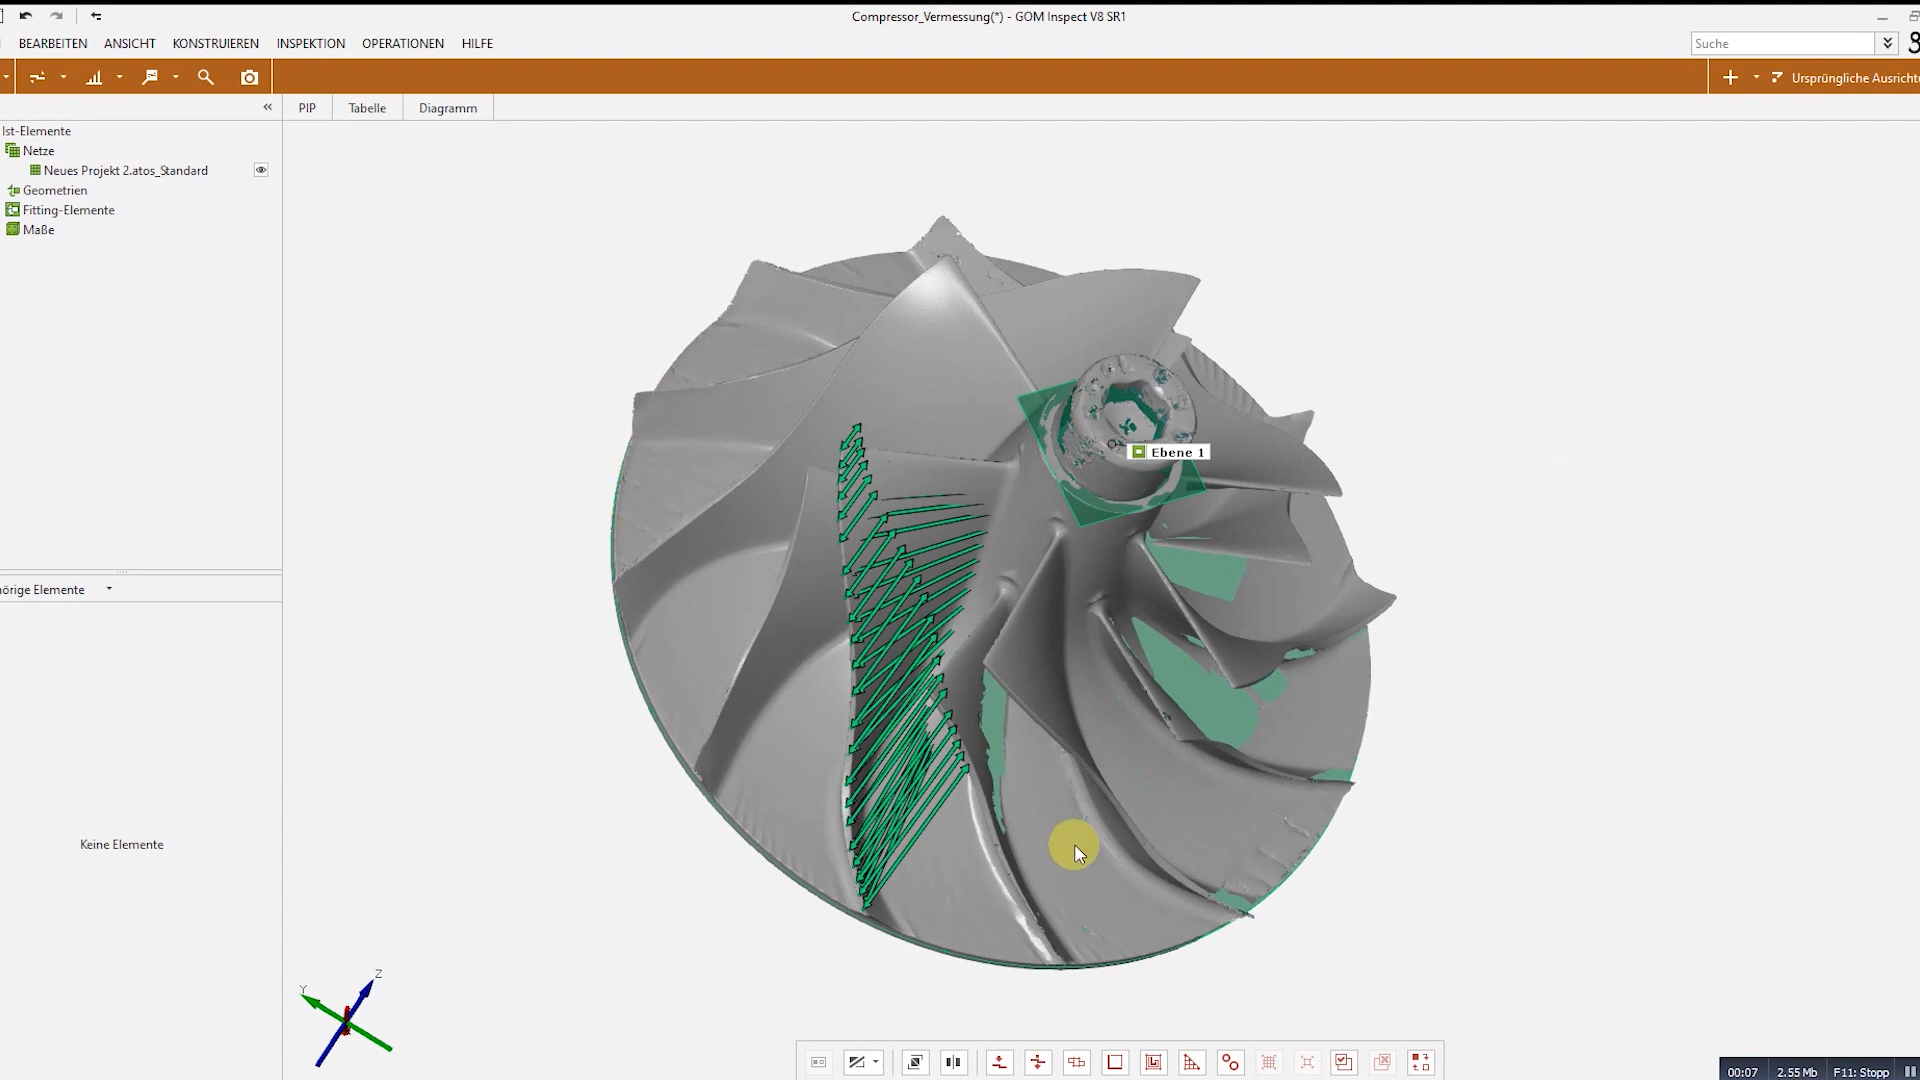 Compressor_Vermessung(*) - GOM Inspect V8 SR1
BEARBEITEN ANSICHT KONSTRUIEREN INSPEKTION OPERATIONEN HILFE
Suche
Ursprüngliche Ausricht
PIP Tabelle Diagramm
Ist-Elemente
Netze
Neues Projekt 2.atos_Standard
Geometrien
Fitting-Elemente
Maße
Ebene 1
örige Elemente
Keine Elemente
Z
Y
00:07 2.55 Mb F11: Stopp